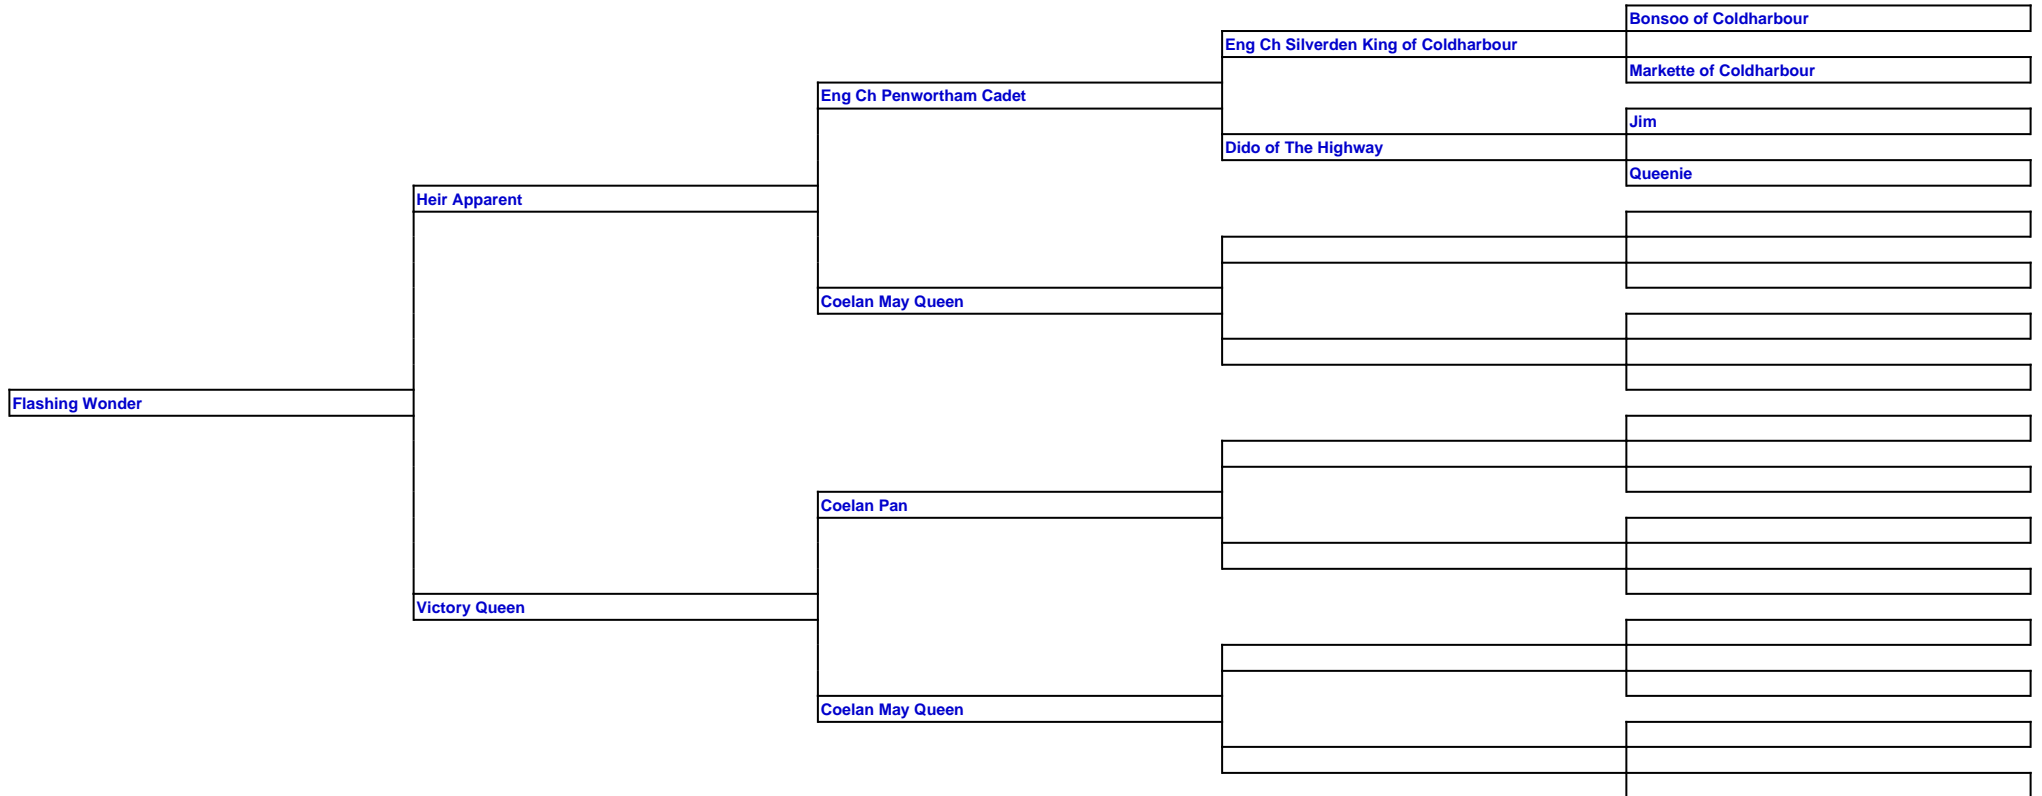 Bonsoo of Coldharbour
Eng Ch Silverden King of Coldharbour
Markette of Coldharbour
Eng Ch Penwortham Cadet
Jim
Dido of The Highway
Queenie
Heir Apparent
Coelan May Queen
Flashing Wonder
Coelan Pan
Victory Queen
Coelan May Queen